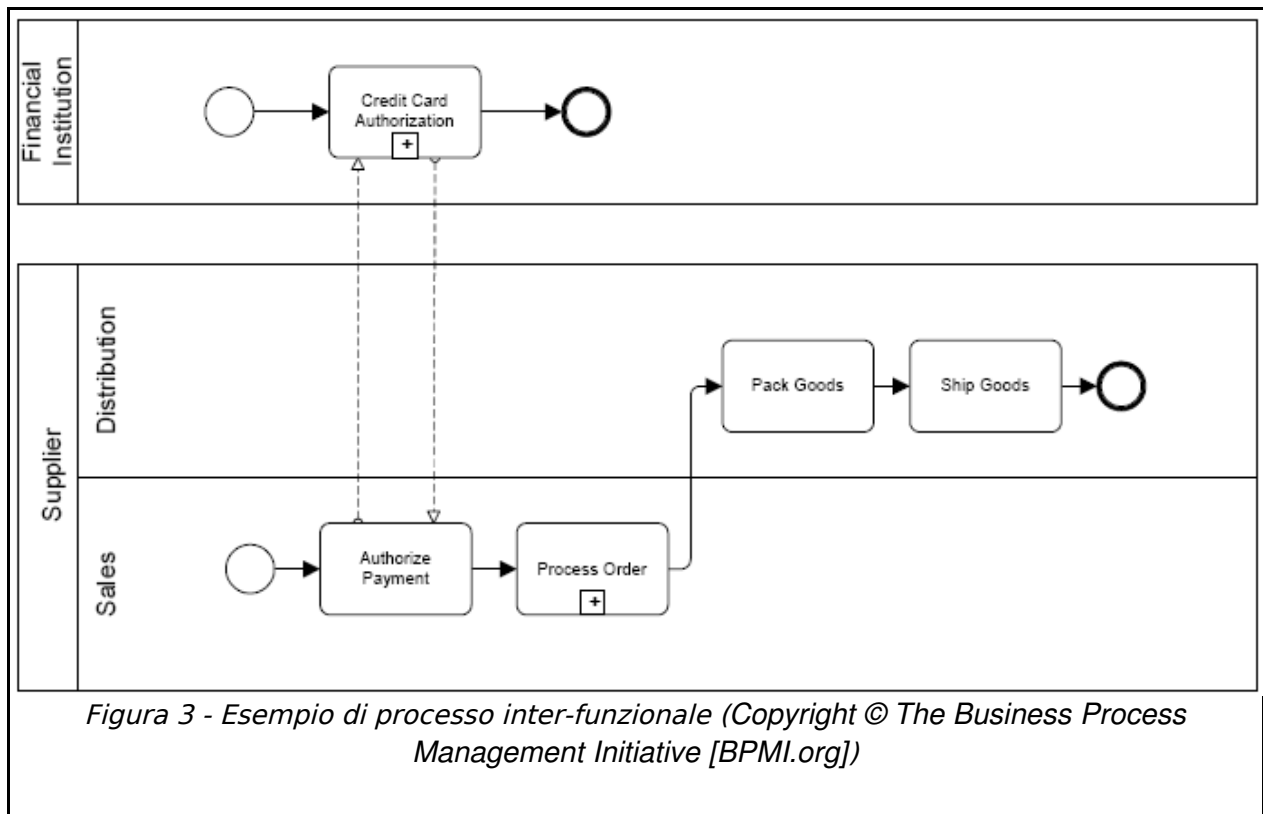 Financial
Institution
Credit Card
Authorization
+
Supplier
Distribution
Pack Goods
Ship Goods
Sales
Authorize
Payment
Process Order
+
Figura 3 - Esempio di processo inter-funzionale (Copyright © The Business Process
Management Initiative [BPMI.org])